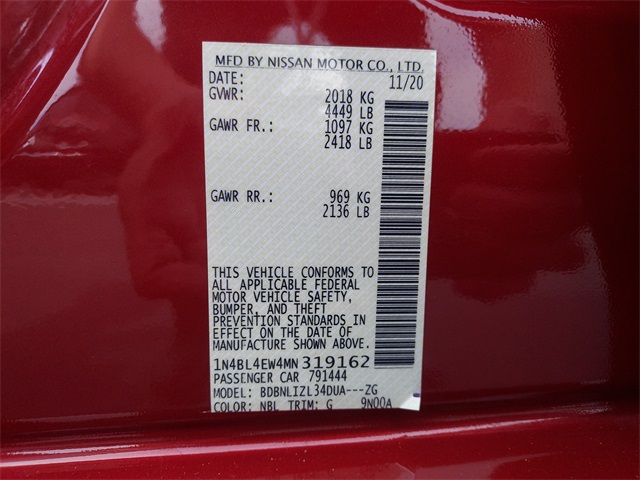 MFD BY NISSAN MOTOR CO., LTD.
DATE: 11/20
GVWR: 2018 KG
4449 LB
GAWR FR.: 1097 KG
2418 LB
GAWR RR.: 969 KG
2136 LB
THIS VEHICLE CONFORMS TO
ALL APPLICABLE FEDERAL
MOTOR VEHICLE SAFETY,
BUMPER, AND THEFT
PREVENTION STANDARDS IN
EFFECT ON THE DATE OF
MANUFACTURE SHOWN ABOVE.
1N4BL4EW4MN319162
PASSENGER CAR 791444
MODEL: BDBNLIZL34DUA---ZG
COLOR: NBL TRIM: G 9N00A